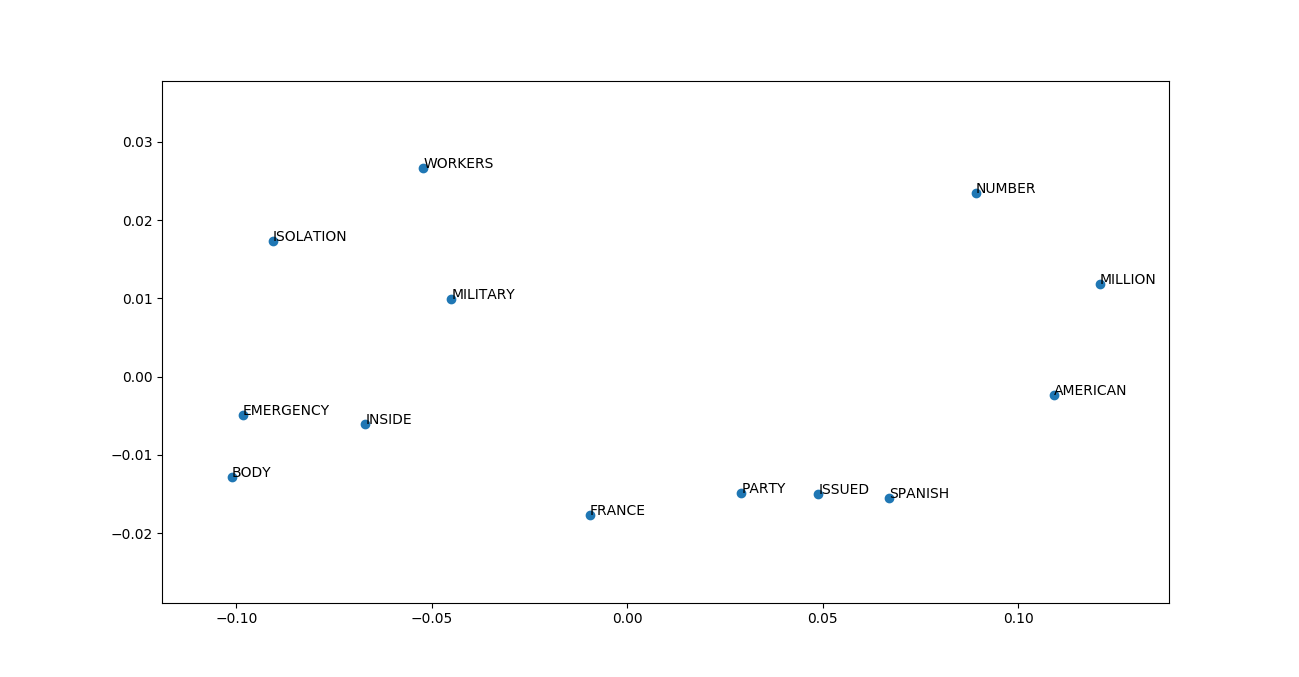 0.03
WORKERS
NUMBER
0.02
ISOLATION
MILLION
0.01
MILITARY
0.00
AMERICAN
EMERGENCY
INSIDE
−0.01
BODY
PARTY
ISSUED
SPANISH
FRANCE
−0.02
−0.10
−0.05
0.00
0.05
0.10